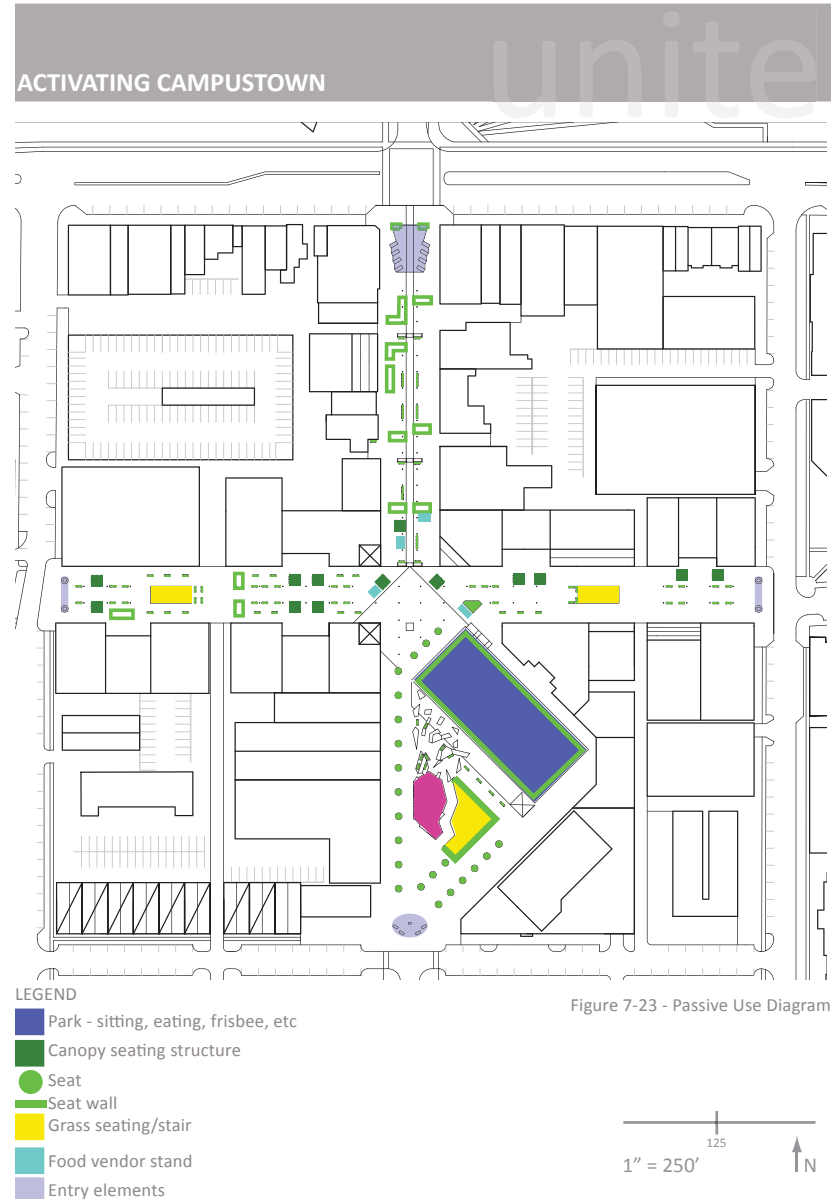 unite
ACTIVATING CAMPUSTOWN
LEGEND
Figure 7-23 - Passive Use Diagram
Park - sitting, eating, frisbee, etc
Canopy seating structure
Seat
Seat wall
Grass seating/stair
Food vendor stand
Entry elements
125
1” = 250’
N